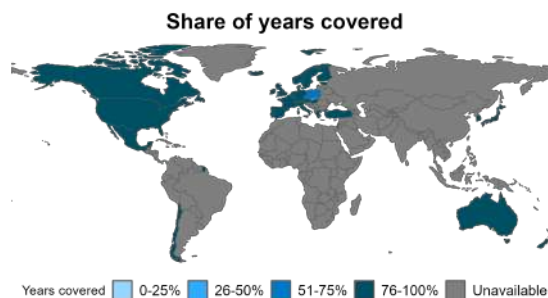 Share of years covered
Years covered 0-25% 26-50% 51-75% 76-100% Unavailable